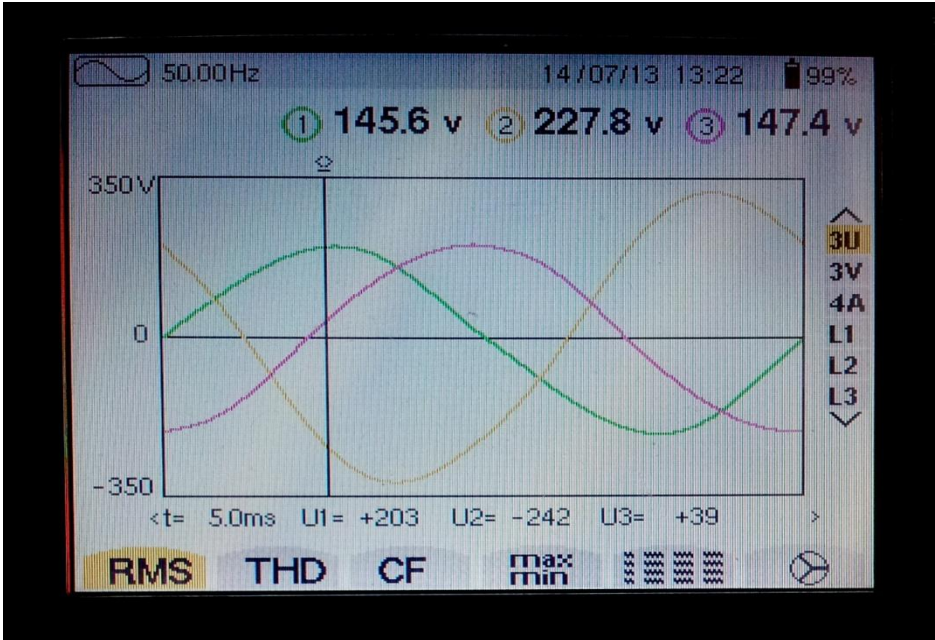 50.00Hz 14/07/13 13:22 99%
1 145.6 v 2 227.8 v 3 147.4 v
350V
3U
3V
4A
0
L1
L2
L3
-350
<t= 5.0ms U1= +203 U2= -242 U3= +39 >
RMS THD CF max min